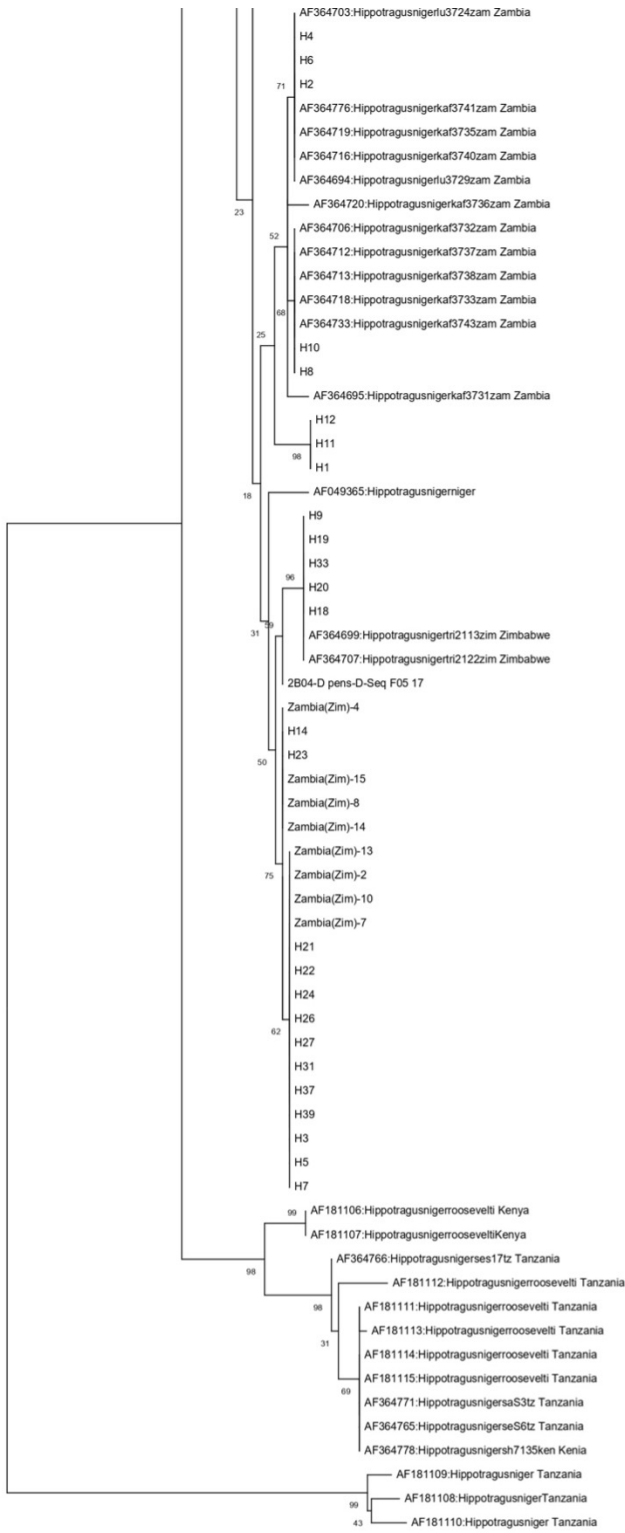 AF364703:Hippotragusnigerlu3724zam Zambia
H4
H6
H2
71
AF364776:Hippotragusnigerkaf3741zam Zambia
AF364719:Hippotragusnigerkaf3735zam Zambia
AF364716:Hippotragusnigerkaf3740zam Zambia
AF364694:Hippotragusnigerlu3729zam Zambia
AF364720:Hippotragusnigerkaf3736zam Zambia
23
AF364706:Hippotragusnigerkaf3732zam Zambia
52
AF364712:Hippotragusnigerkaf3737zam Zambia
AF364713:Hippotragusnigerkaf3738zam Zambia
AF364718:Hippotragusnigerkaf3733zam Zambia
68
AF364733:Hippotragusnigerkaf3743zam Zambia
25
H10
H8
AF364695:Hippotragusnigerkaf3731zam Zambia
H12
H11
98
H1
18
AF049365:Hippotragusnigerniger
H9
H19
H33
96
H20
H18
59
31
AF364699:Hippotragusnigertri2113zim Zimbabwe
AF364707:Hippotragusnigertri2122zim Zimbabwe
2B04-D pens-D-Seq F05 17
Zambia(Zim)-4
H14
H23
50
Zambia(Zim)-15
Zambia(Zim)-8
Zambia(Zim)-14
Zambia(Zim)-13
75
Zambia(Zim)-2
Zambia(Zim)-10
Zambia(Zim)-7
H21
H22
H24
H26
62
H27
H31
H37
H39
H3
H5
H7
AF181106:Hippotragusnigerroosevelti Kenya
99
AF181107:HippotragusnigerrooseveltiKenya
AF364766:Hippotragusnigerses17tz Tanzania
98
AF181112:Hippotragusnigerroosevelti Tanzania
98
AF181111:Hippotragusnigerroosevelti Tanzania
AF181113:Hippotragusnigerroosevelti Tanzania
31
AF181114:Hippotragusnigerroosevelti Tanzania
AF181115:Hippotragusnigerroosevelti Tanzania
69
AF364771:HippotragusnigersaS3tz Tanzania
AF364765:HippotragusnigerseS6tz Tanzania
AF364778:Hippotragusnigersh7135ken Kenia
AF181109:Hippotragusniger Tanzania
AF181108:HippotragusnigerTanzania
99
AF181110:Hippotragusniger Tanzania
43